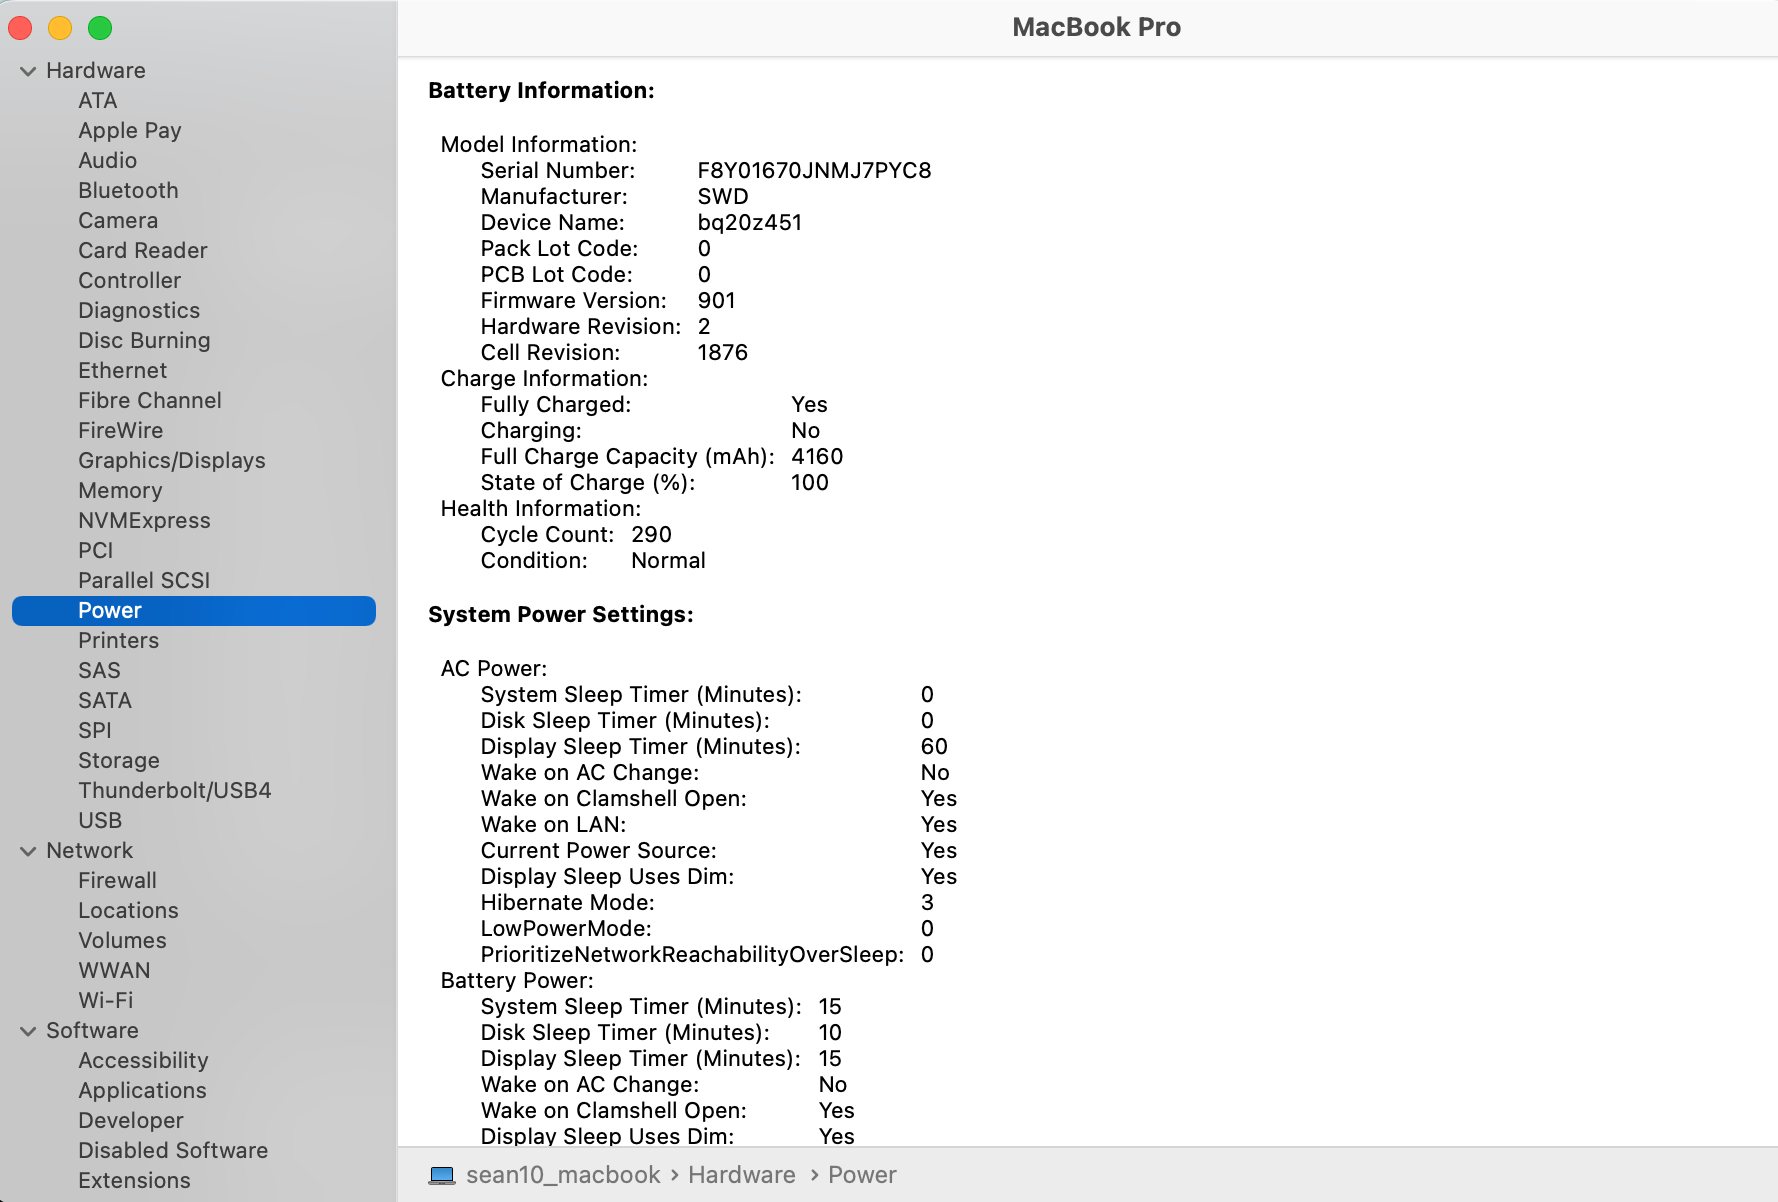 MacBook Pro
Hardware
ATA
Apple Pay
Audio
Bluetooth
Camera
Card Reader
Controller
Diagnostics
Disc Burning
Ethernet
Fibre Channel
FireWire
Graphics/Displays
Memory
NVMExpress
PCI
Parallel SCSI
Power
Printers
SAS
SATA
SPI
Storage
Thunderbolt/USB4
USB
Network
Firewall
Locations
Volumes
WWAN
Wi-Fi
Software
Accessibility
Applications
Developer
Disabled Software
Extensions
Battery Information:
Model Information:
Serial Number: F8Y01670JNMJ7PYC8
Manufacturer: SWD
Device Name: bq20z451
Pack Lot Code: 0
PCB Lot Code: 0
Firmware Version: 901
Hardware Revision: 2
Cell Revision: 1876
Charge Information:
Fully Charged: Yes
Charging: No
Full Charge Capacity (mAh): 4160
State of Charge (%): 100
Health Information:
Cycle Count: 290
Condition: Normal
System Power Settings:
AC Power:
System Sleep Timer (Minutes): 0
Disk Sleep Timer (Minutes): 0
Display Sleep Timer (Minutes): 60
Wake on AC Change: No
Wake on Clamshell Open: Yes
Wake on LAN: Yes
Current Power Source: Yes
Display Sleep Uses Dim: Yes
Hibernate Mode: 3
LowPowerMode: 0
PrioritizeNetworkReachabilityOverSleep: 0
Battery Power:
System Sleep Timer (Minutes): 15
Disk Sleep Timer (Minutes): 10
Display Sleep Timer (Minutes): 15
Wake on AC Change: No
Wake on Clamshell Open: Yes
Display Sleep Uses Dim: Yes
sean10_macbook › Hardware › Power